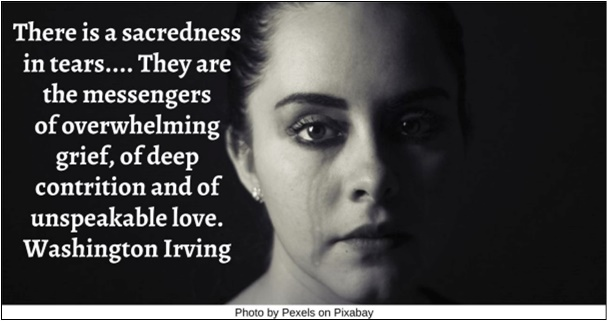 There is a sacredness
in tears.... They are
the messengers
of overwhelming
grief, of deep
contrition and of
unspeakable love.
Washington Irving
Photo by Pexels on Pixabay